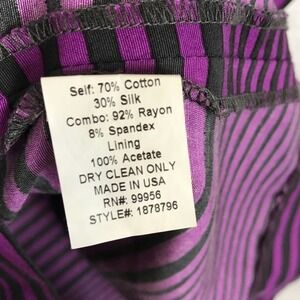 Self: 70% Cotton
30% Silk
Combo: 92% Rayon
8% Spandex
Lining
100% Acetate
DRY CLEAN ONLY
MADE IN USA
RN#: 99956
STYLE#: 1878796